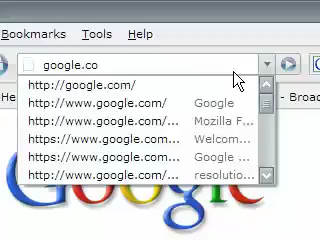 Bookmarks Tools Help
google.co
G
http://google.com/
http://www.google.com/ Google
http://www.google.com/... Mozilla F...
https://www.google.com... Welcom...
https://www.google.com... Google ...
http://www.google.com/... resolutio...
He
- Broad
Google